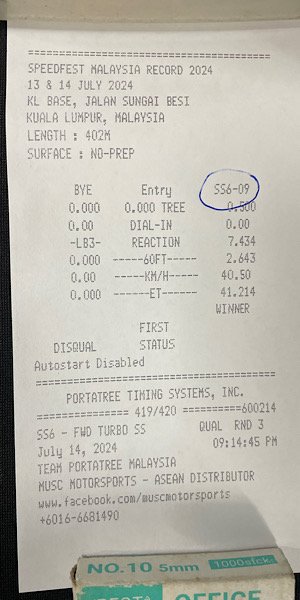 ========================================
SPEEDFEST MALAYSIA RECORD 2024
13 & 14 JULY 2024
KL BASE, JALAN SUNGAI BESI
KUALA LUMPUR, MALAYSIA
LENGTH : 402M
SURFACE : NO-PREP
BYE Entry SS6-09
0.000 0.000 TREE 0.500
0.00 DIAL-IN 0.00
-LB3- REACTION 7.434
0.000 -----60FT----- 2.643
0.00 -----KM/H----- 40.50
0.000 ------ET------ 41.214
WINNER
FIRST
DISQUAL STATUS
Autostart Disabled
========================================
PORTATREE TIMING SYSTEMS, INC.
================ 419/420 ==========600214
SS6 - FWD TURBO SS QUAL RND 3
July 14, 2024 09:14:45 PM
TEAM PORTATREE MALAYSIA
MUSC MOTORSPORTS - ASEAN DISTRIBUTOR
www.facebook.com/muscmotorsports
+6016-6681490
NO.10 5mm 1000stick
OFFICE